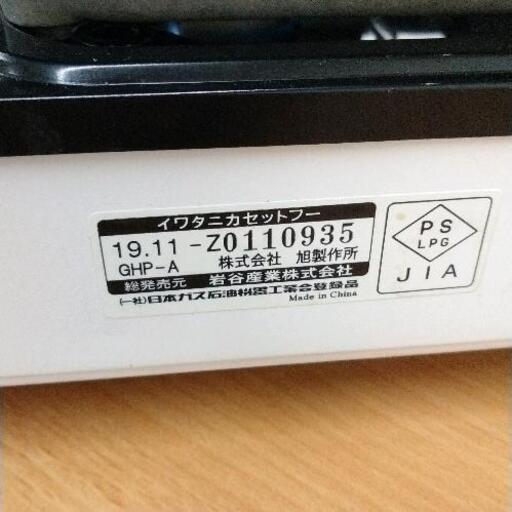 イワタニカセットフー
19.11-Z0110935
GHP-A 株式会社 旭製作所
総発売元 岩谷産業株式会社
(一社)日本ガス石油機器工業会登録品
Made in China
PS
LPG
JIA